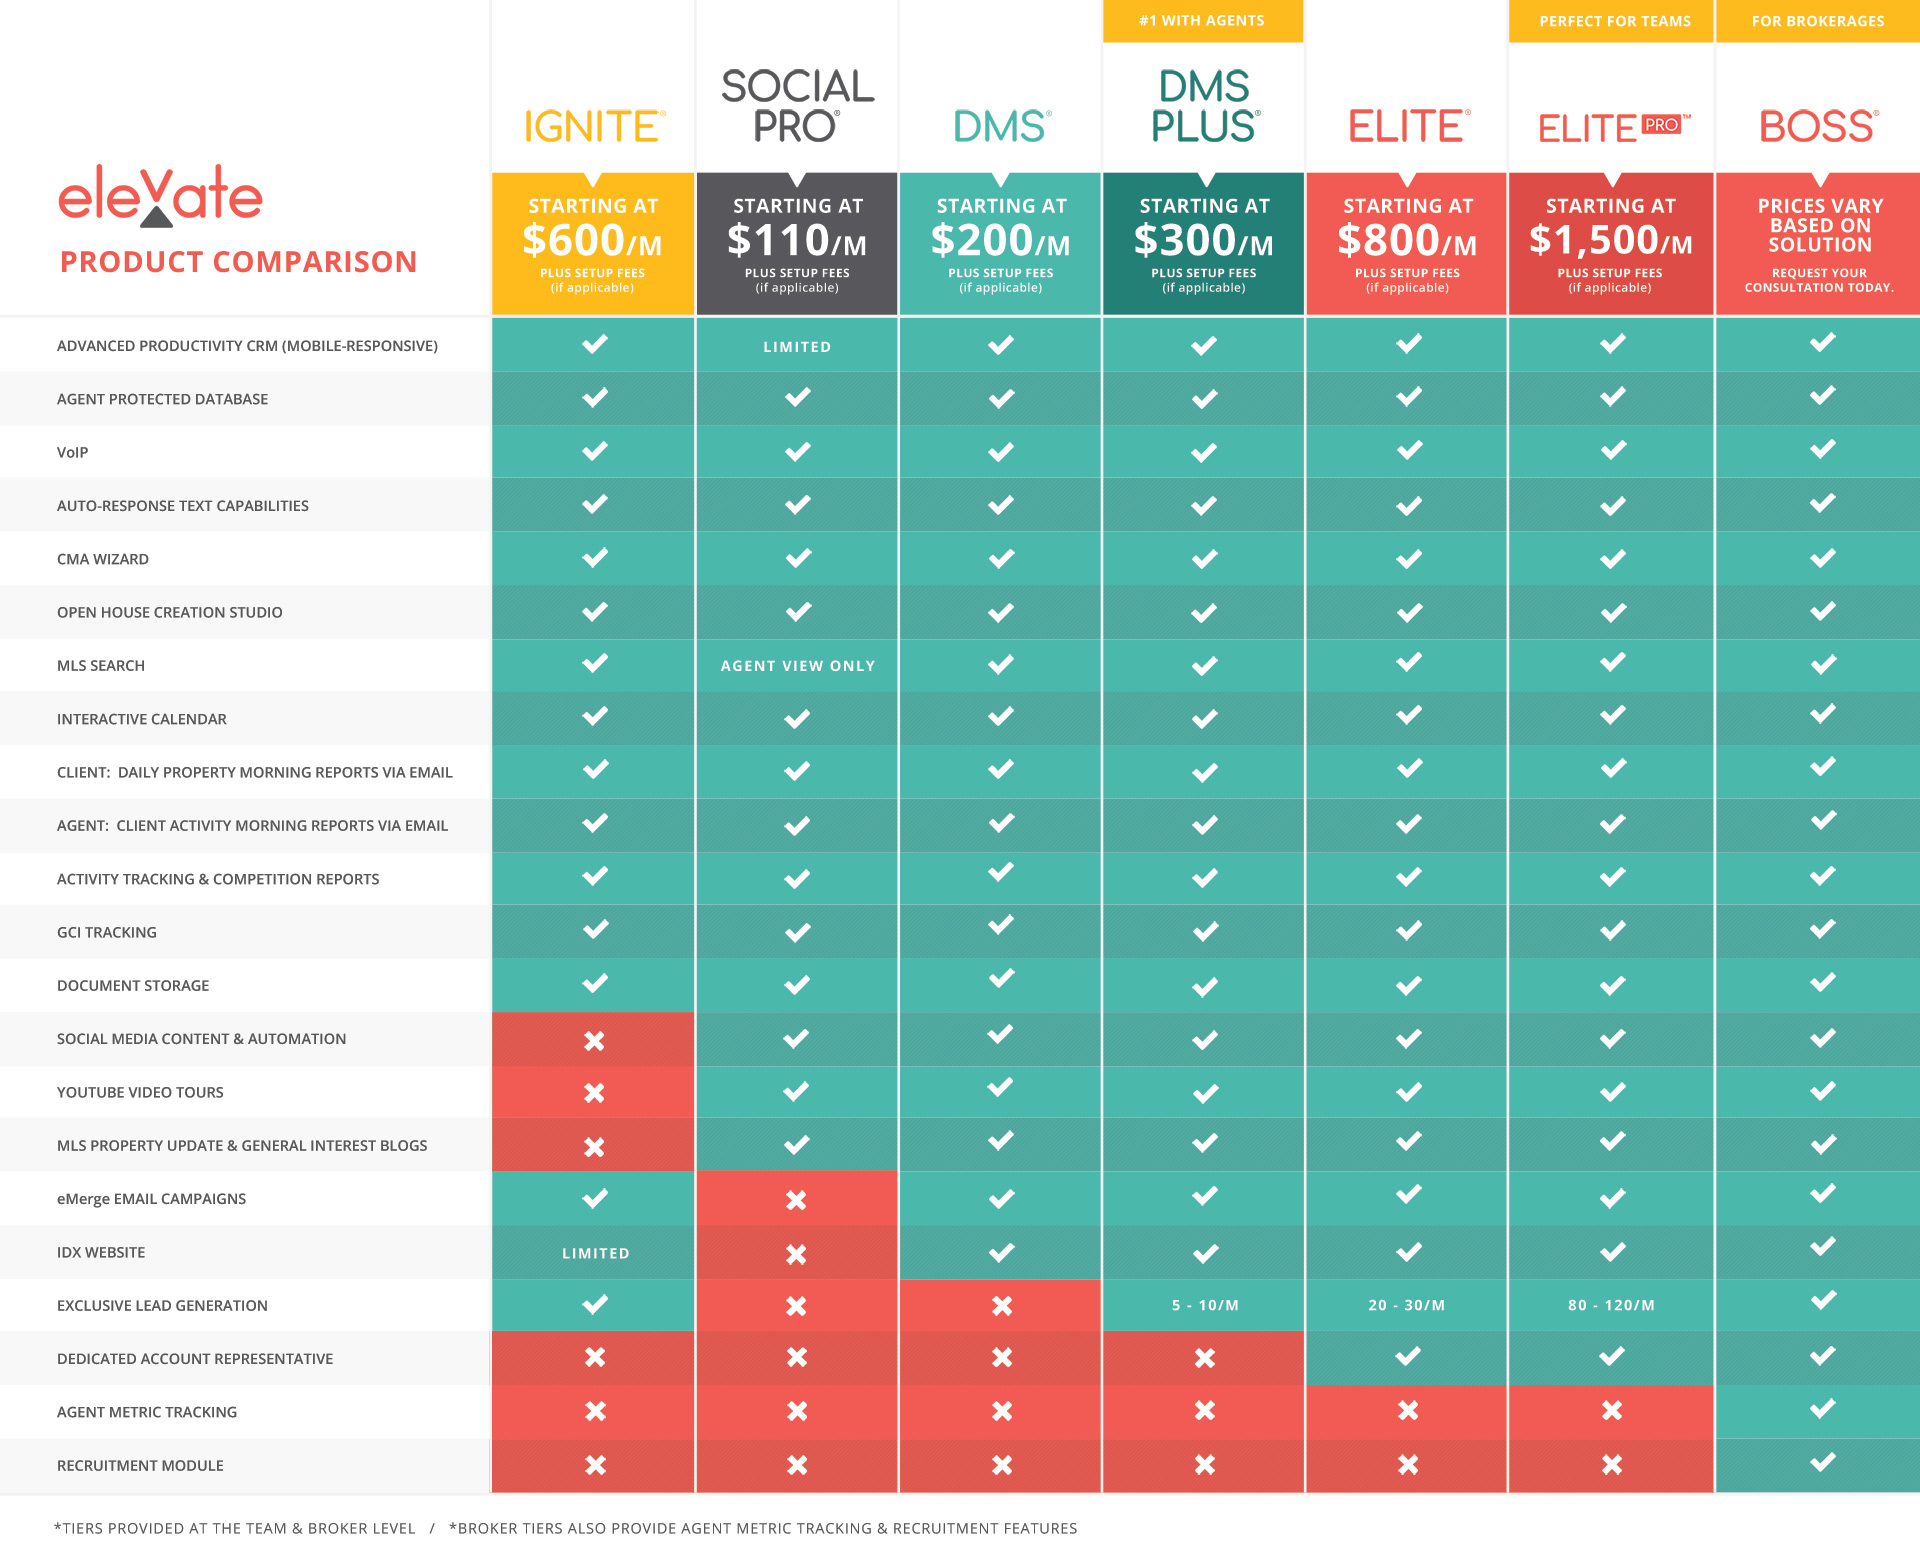 #1 WITH AGENTS
PERFECT FOR TEAMS
FOR BROKERAGES
elevate
PRODUCT COMPARISON
IGNITE®
SOCIAL
PRO®
DMS®
DMS
PLUS®
ELITE®
ELITE PRO™
BOSS®
STARTING AT
$600/M
PLUS SETUP FEES
(if applicable)
STARTING AT
$110/M
PLUS SETUP FEES
(if applicable)
STARTING AT
$200/M
PLUS SETUP FEES
(if applicable)
STARTING AT
$300/M
PLUS SETUP FEES
(if applicable)
STARTING AT
$800/M
PLUS SETUP FEES
(if applicable)
STARTING AT
$1,500/M
PLUS SETUP FEES
(if applicable)
PRICES VARY
BASED ON
SOLUTION
REQUEST YOUR
CONSULTATION TODAY.
ADVANCED PRODUCTIVITY CRM (MOBILE-RESPONSIVE) LIMITED
AGENT PROTECTED DATABASE
VoIP
AUTO-RESPONSE TEXT CAPABILITIES
CMA WIZARD
OPEN HOUSE CREATION STUDIO
MLS SEARCH AGENT VIEW ONLY
INTERACTIVE CALENDAR
CLIENT: DAILY PROPERTY MORNING REPORTS VIA EMAIL
AGENT: CLIENT ACTIVITY MORNING REPORTS VIA EMAIL
ACTIVITY TRACKING & COMPETITION REPORTS
GCI TRACKING
DOCUMENT STORAGE
SOCIAL MEDIA CONTENT & AUTOMATION
YOUTUBE VIDEO TOURS
MLS PROPERTY UPDATE & GENERAL INTEREST BLOGS
eMerge EMAIL CAMPAIGNS
IDX WEBSITE LIMITED
EXCLUSIVE LEAD GENERATION 5 - 10/M 20 - 30/M 80 - 120/M
DEDICATED ACCOUNT REPRESENTATIVE
AGENT METRIC TRACKING
RECRUITMENT MODULE
*TIERS PROVIDED AT THE TEAM & BROKER LEVEL / *BROKER TIERS ALSO PROVIDE AGENT METRIC TRACKING & RECRUITMENT FEATURES